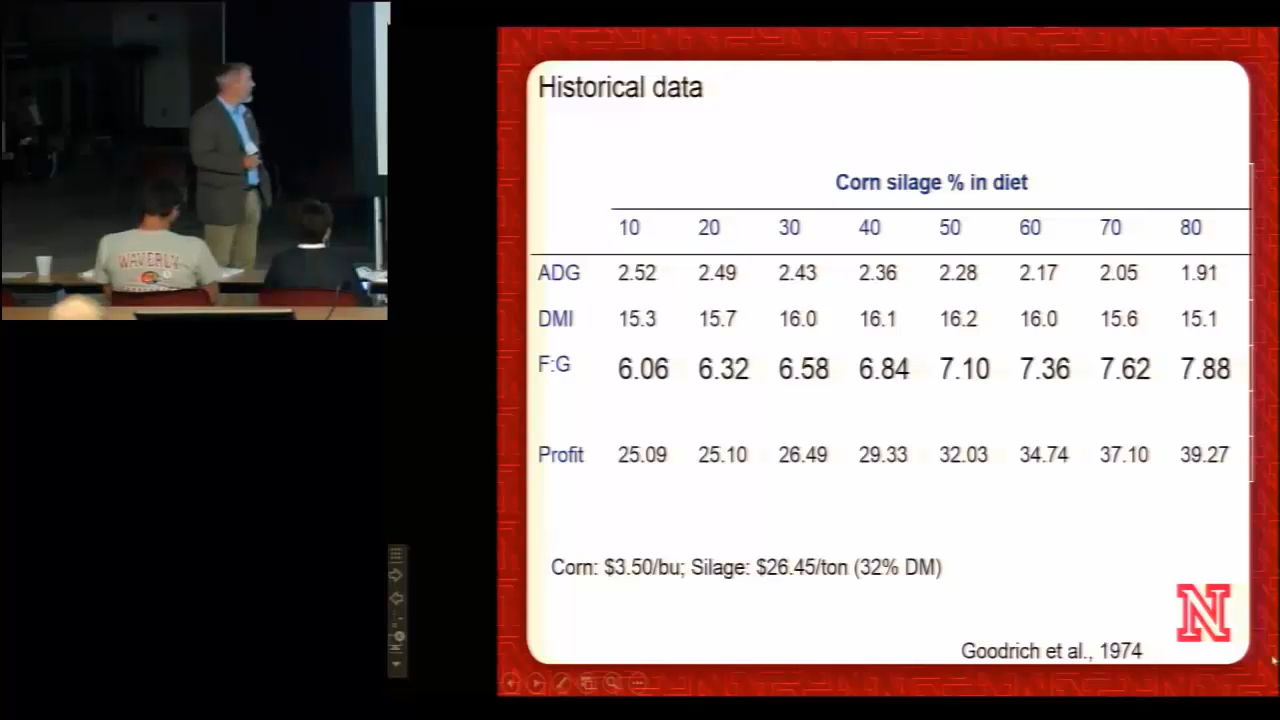 WAVERLY
Historical data
Corn silage % in diet
10 20 30 40 50 60 70 80
ADG 2.52 2.49 2.43 2.36 2.28 2.17 2.05 1.91
DMI 15.3 15.7 16.0 16.1 16.2 16.0 15.6 15.1
F:G 6.06 6.32 6.58 6.84 7.10 7.36 7.62 7.88
Profit 25.09 25.10 26.49 29.33 32.03 34.74 37.10 39.27
Corn: $3.50/bu; Silage: $26.45/ton (32% DM)
N
Goodrich et al., 1974